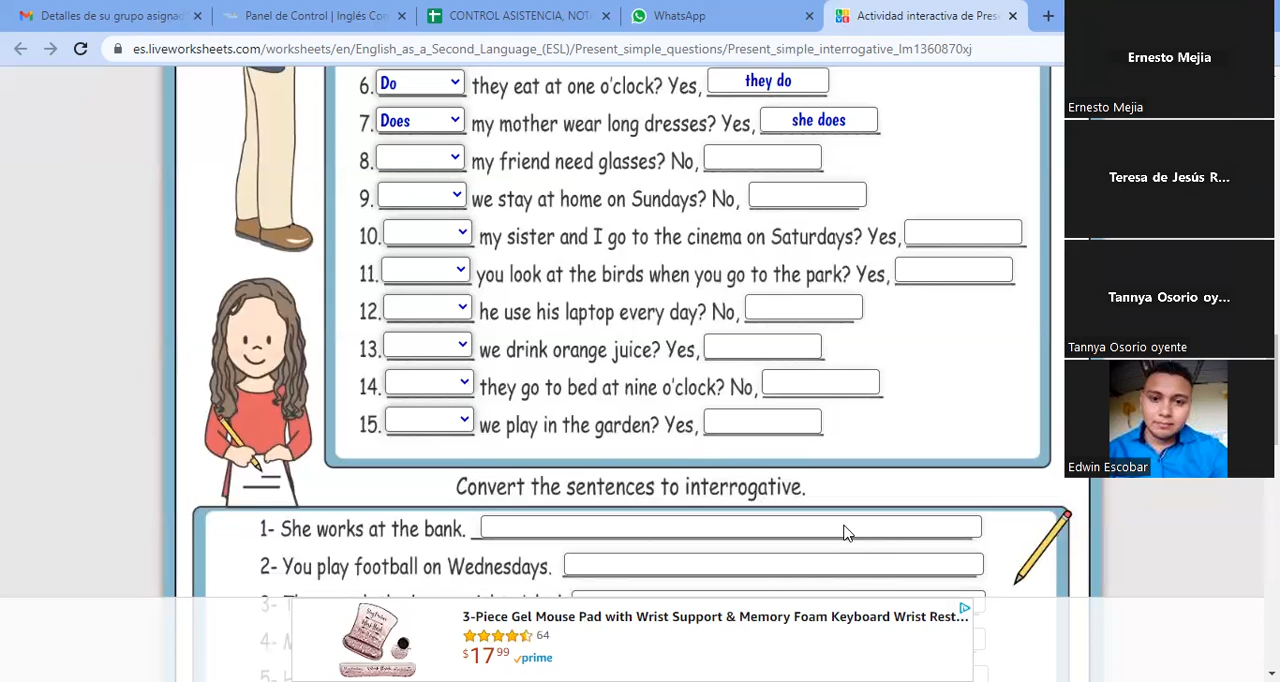 Detalles de su grupo asignad
Panel de Control | Inglés Con
CONTROL ASISTENCIA, NOT
WhatsApp
Actividad interactiva de Pres
es.liveworksheets.com/worksheets/en/English_as_a_Second_Language_(ESL)/Present_simple_questions/Present_simple_interrogative_lm1360870xj
6. Do they eat at one o'clock? Yes, they do
7. Does my mother wear long dresses? Yes, she does
8. my friend need glasses? No,
9. we stay at home on Sundays? No,
10. my sister and I go to the cinema on Saturdays? Yes,
11. you look at the birds when you go to the park? Yes,
12. he use his laptop every day? No,
13. we drink orange juice? Yes,
14. they go to bed at nine o'clock? No,
15. we play in the garden? Yes,
Convert the sentences to interrogative.
1- She works at the bank.
2- You play football on Wednesdays.
3-
4-
5-
3-Piece Gel Mouse Pad with Wrist Support & Memory Foam Keyboard Wrist Rest...
64
$17.99 prime
Ernesto Mejia
Ernesto Mejia
Teresa de Jesús R...
Tannya Osorio oy...
Tannya Osorio oyente
Edwin Escobar